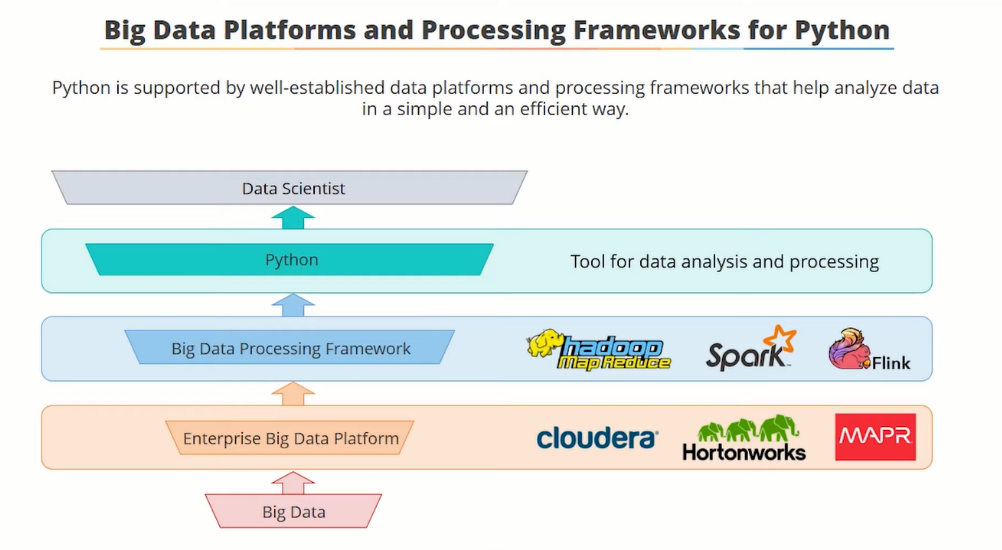 Big Data Platforms and Processing Frameworks for Python
Python is supported by well-established data platforms and processing frameworks that help analyze data
in a simple and an efficient way.
Data Scientist
Python
Tool for data analysis and processing
Big Data Processing Framework
hadoop
MapReduce
Spark
Flink
Enterprise Big Data Platform
cloudera
Hortonworks
MAPR
Big Data